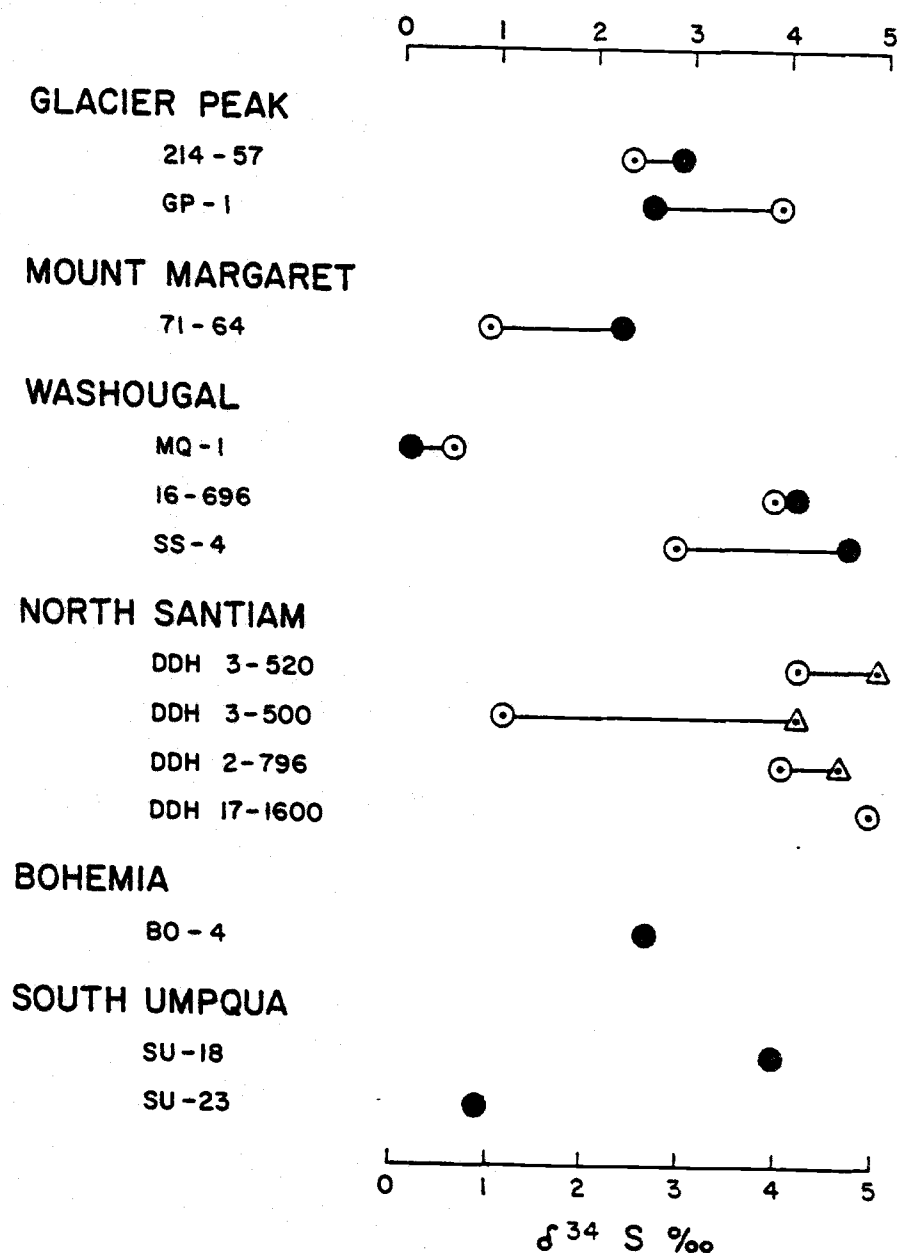 0 1 2 3 4 5
GLACIER PEAK
214 - 57
GP - 1
MOUNT MARGARET
71 - 64
WASHOUGAL
MQ - 1
16 - 696
SS - 4
NORTH SANTIAM
DDH 3 - 520
DDH 3 - 500
DDH 2 - 796
DDH 17 - 1600
BOHEMIA
BO - 4
SOUTH UMPQUA
SU - 18
SU - 23
0 1 2 3 4 5
δ 34 S ‰